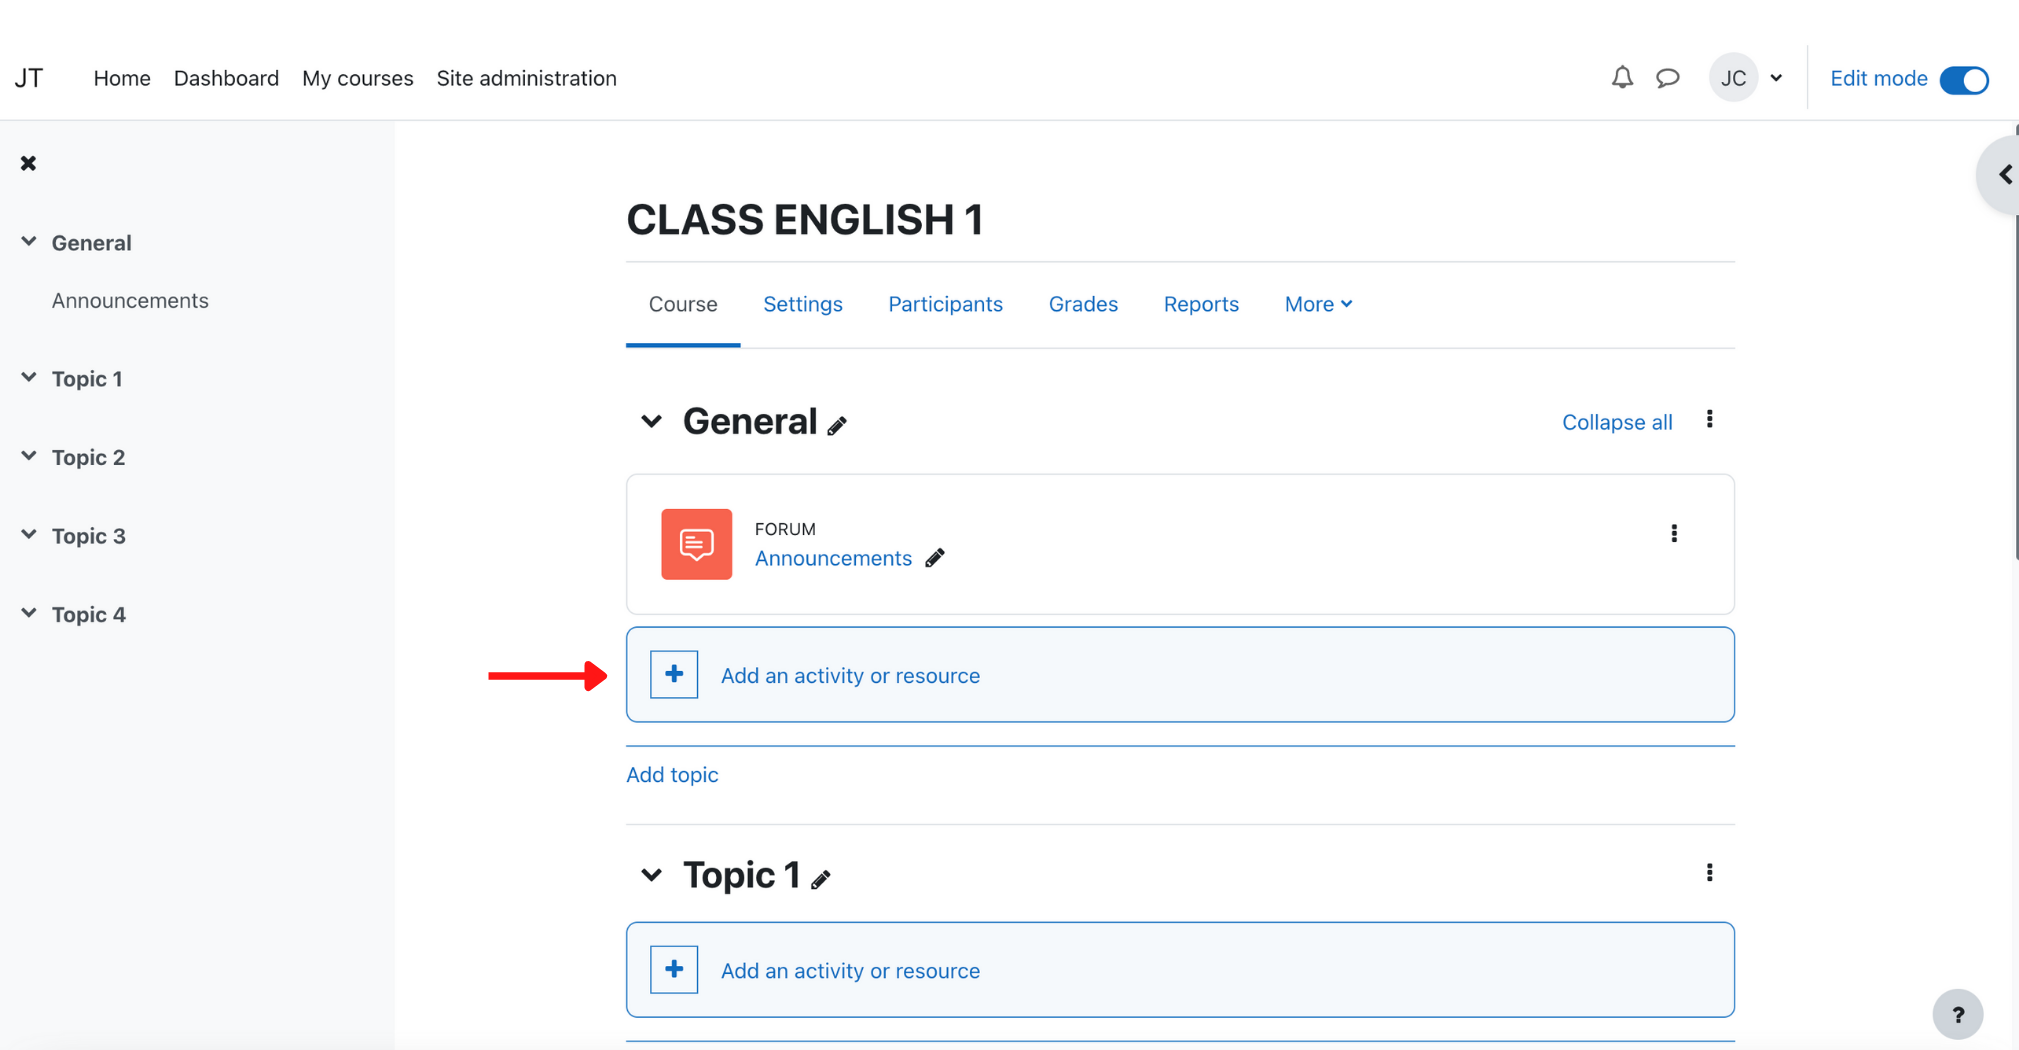 JT Home Dashboard My courses Site administration JC Edit mode
General
Announcements
Topic 1
Topic 2
Topic 3
Topic 4
CLASS ENGLISH 1
Course Settings Participants Grades Reports More
General Collapse all
FORUM
Announcements
Add an activity or resource
Add topic
Topic 1
Add an activity or resource
?